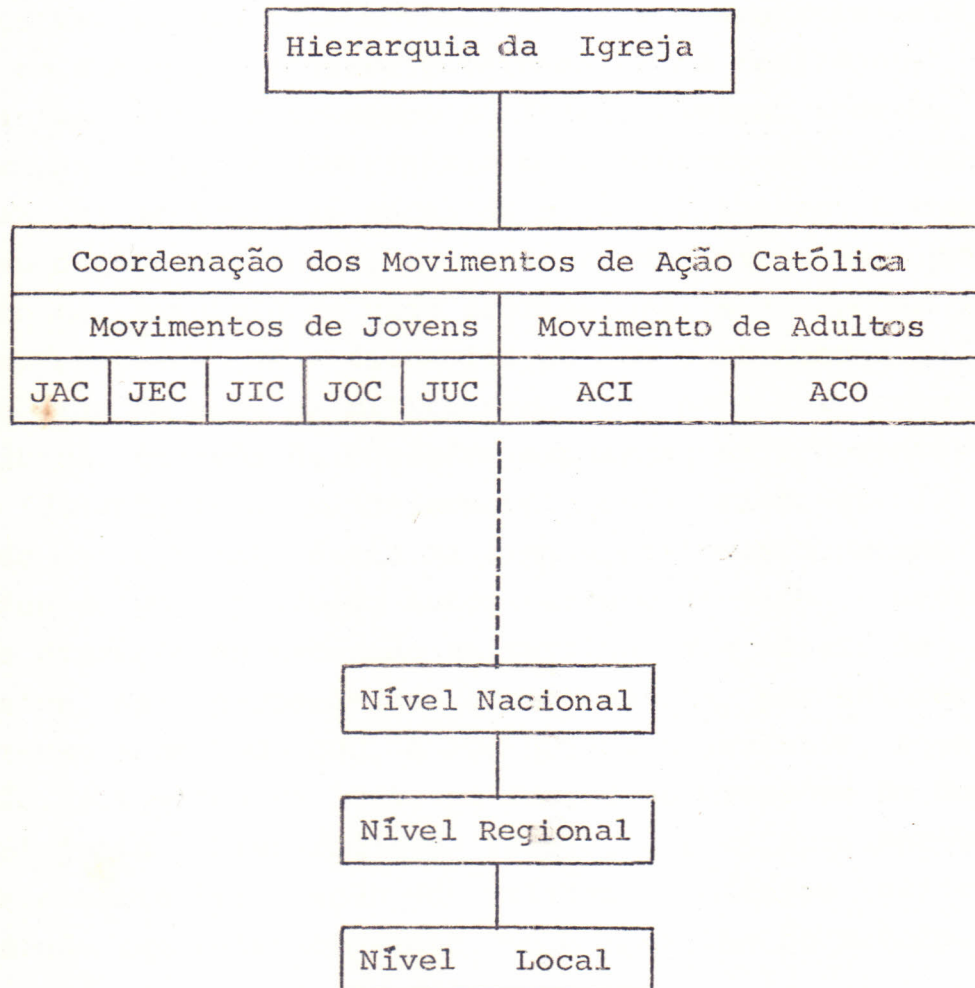 Hierarquia da Igreja
Coordenação dos Movimentos de Ação Católica
Movimentos de Jovens Movimento de Adultos
JAC JEC JIC JOC JUC ACI ACO
Nível Nacional
Nível Regional
Nível Local